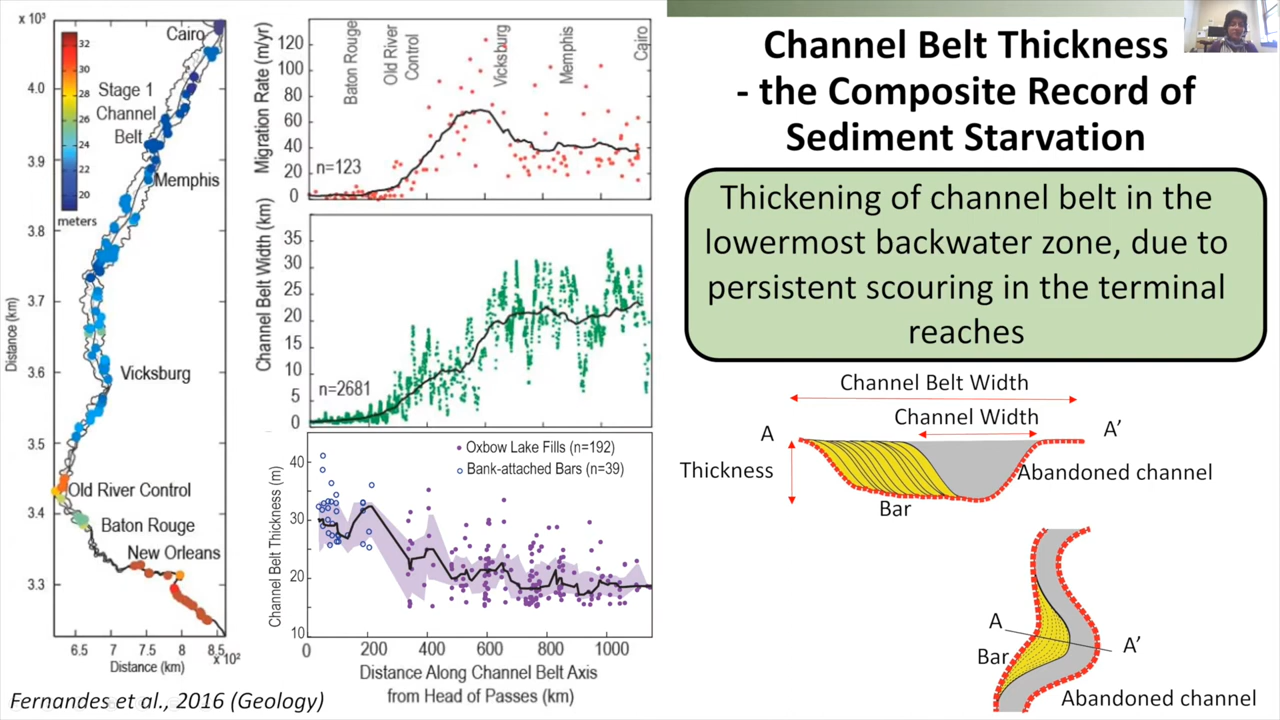 Channel Belt Thickness
- the Composite Record of
Sediment Starvation
Thickening of channel belt in the
lowermost backwater zone, due to
persistent scouring in the terminal
reaches
x 10³
Cairo
32
30
28
26
24
22
20
meters
Stage 1
Channel
Belt
Memphis
Vicksburg
Old River Control
Baton Rouge
New Orleans
4.0
3.9
3.8
3.7
3.6
3.5
3.4
3.3
Distance (km)
6.5
7
7.5
8
8.5
x 10²
Distance (km)
Migration Rate (m/yr)
120
100
80
60
40
20
0
Baton Rouge
Old River
Control
Vicksburg
Memphis
Cairo
n=123
Channel Belt Width (km)
35
30
25
20
15
10
5
0
n=2681
Channel Belt Thickness (m)
40
30
20
10
Oxbow Lake Fills (n=192)
Bank-attached Bars (n=39)
0
200
400
600
800
1000
Distance Along Channel Belt Axis
from Head of Passes (km)
Channel Belt Width
Channel Width
A
A'
Thickness
Abandoned channel
Bar
A
A'
Bar
Abandoned channel
Fernandes et al., 2016 (Geology)